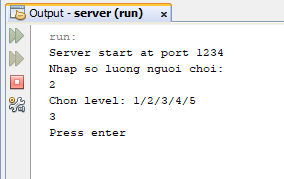 Output - server (run)
run:
Server start at port 1234
Nhap so luong nguoi choi:
2
Chon level: 1/2/3/4/5
3
Press enter